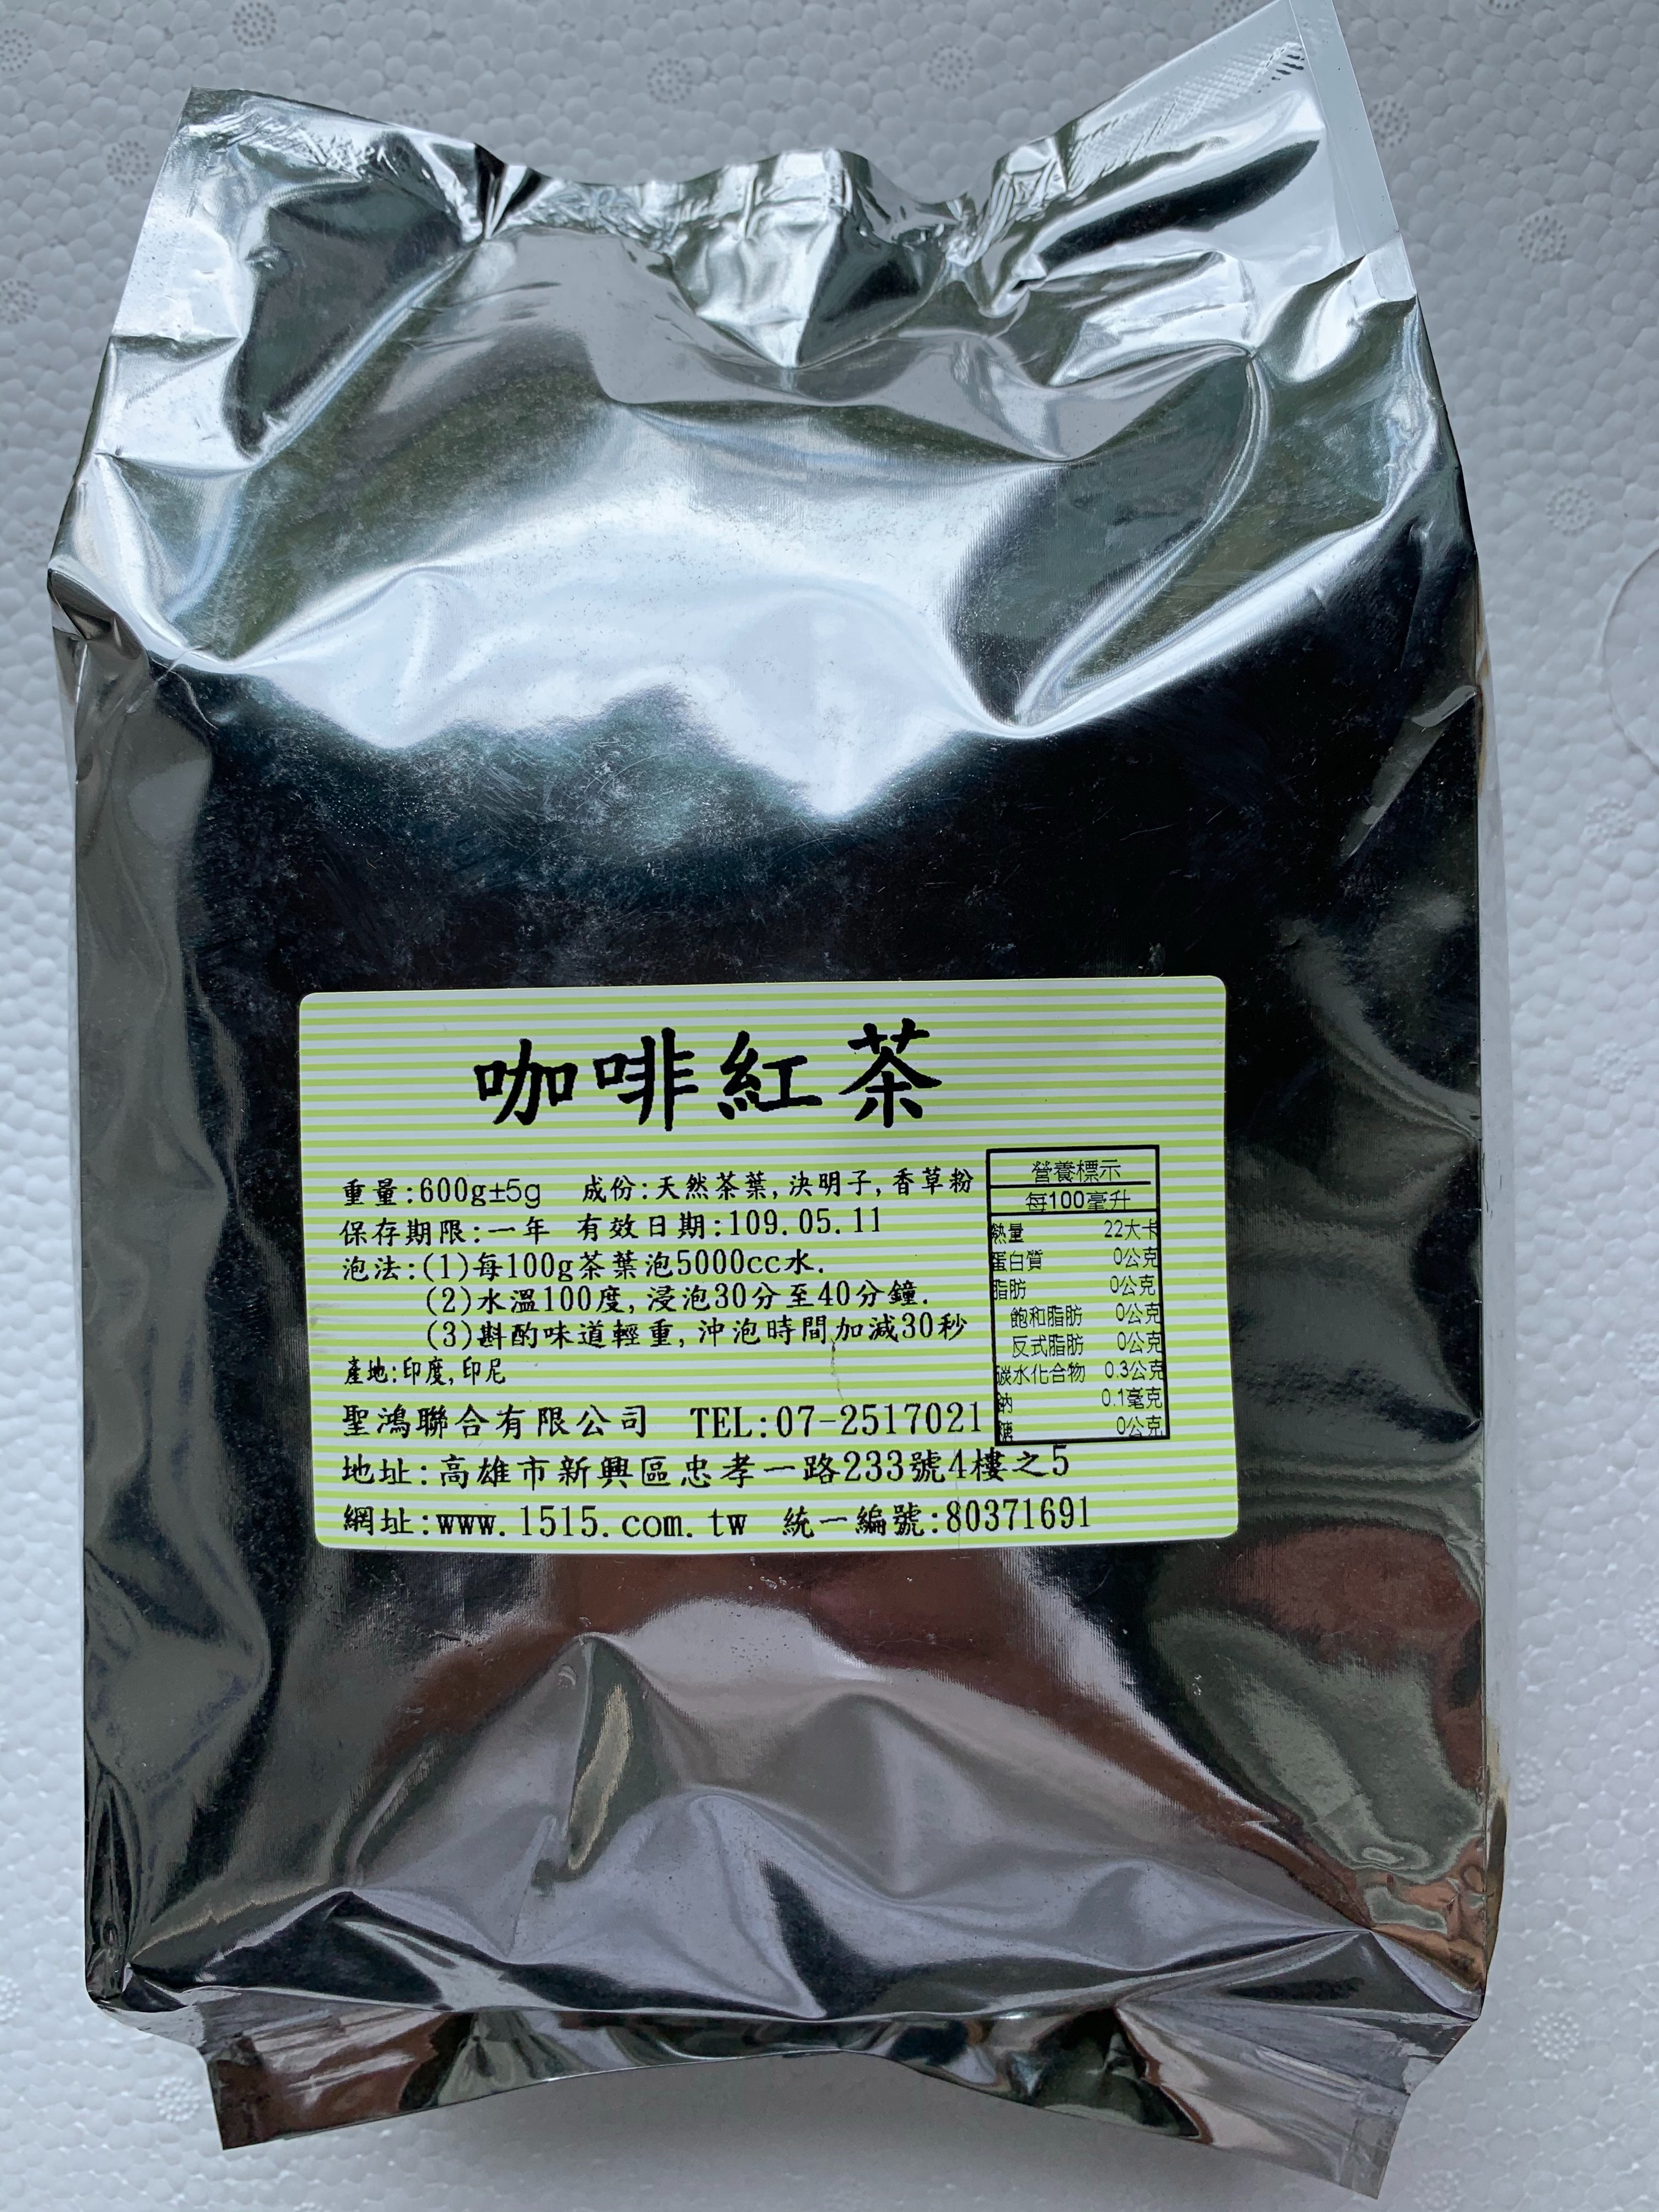 咖啡紅茶
重量:600g±5g 成份:天然茶葉,決明子,香草粉
保存期限:一年 有效日期:109.05.11
泡法:(1)每100g茶葉泡5000cc水.
(2)水溫100度,浸泡30分至40分鐘.
(3)斟酌味道輕重,沖泡時間加減30秒
產地:印度,印尼
聖鴻聯合有限公司 TEL:07-2517021
地址:高雄市新興區忠孝一路233號4樓之5
網址:www.1515.com.tw 統一編號:80371691
營養標示
每100毫升
熱量 22大卡
蛋白質 0公克
脂肪 0公克
飽和脂肪 0公克
反式脂肪 0公克
碳水化合物 0.3公克
鈉 0.1毫克
糖 0公克